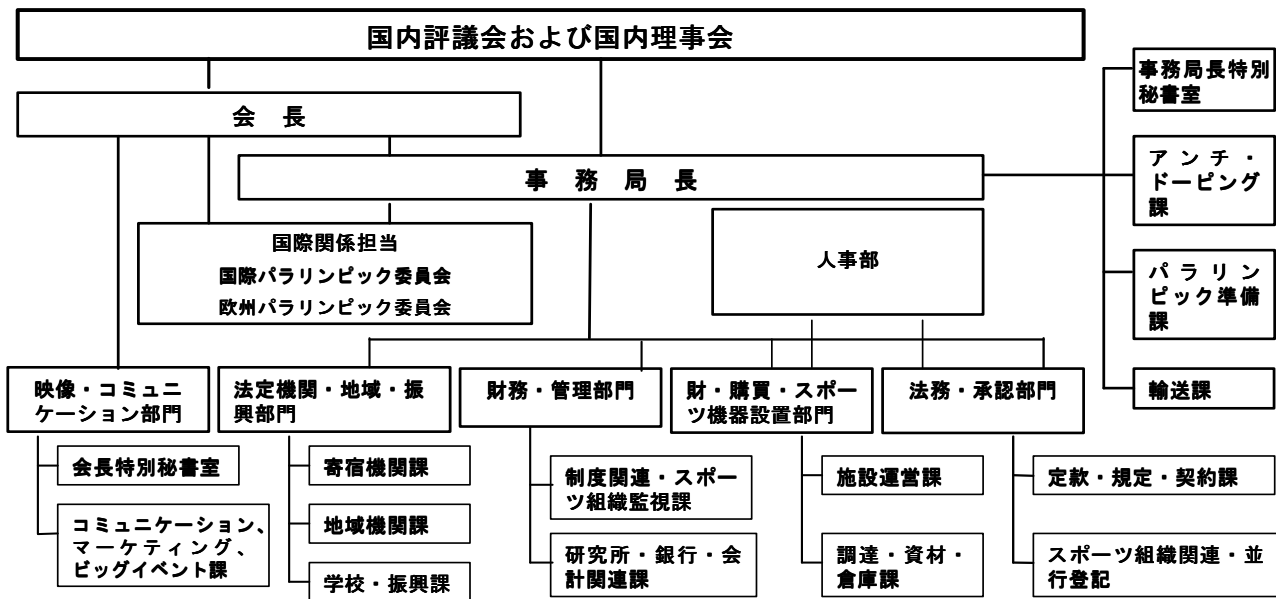 国内評議会および国内理事会
会 長
事 務 局 長
事務局長特別
秘書室
アンチ・
ドーピング
課
パラリン
ピック準備
課
輸送課
国際関係担当
国際パラリンピック委員会
欧州パラリンピック委員会
人事部
映像・コミュニ
ケーション部門
法定機関・地域・振
興部門
財務・管理部門
財・購買・スポー
ツ機器設置部門
法務・承認部門
会長特別秘書室
コミュニケーション、
マーケティング、
ビッグイベント課
寄宿機関課
地域機関課
学校・振興課
制度関連・スポー
ツ組織監視課
研究所・銀行・会
計関連課
施設運営課
調達・資材・
倉庫課
定款・規定・契約課
スポーツ組織関連・並
行登記